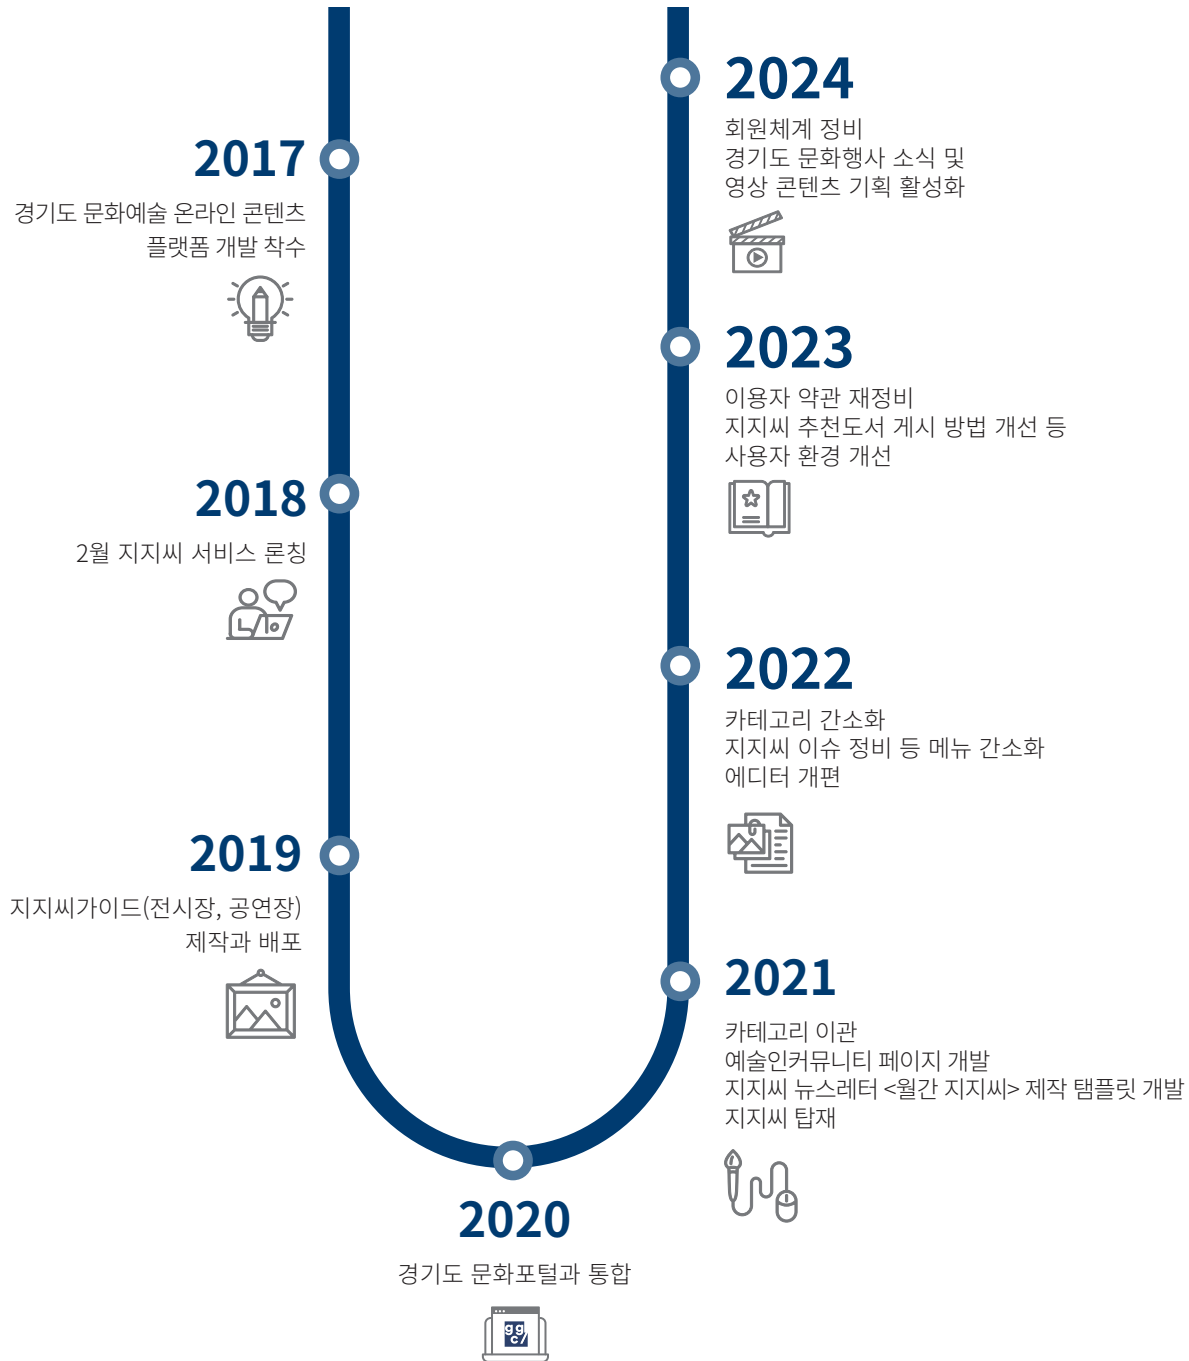 2017
경기도 문화예술 온라인 콘텐츠
플랫폼 개발 착수
2018
2월 지지씨 서비스 론칭
2019
지지씨가이드(전시장, 공연장)
제작과 배포
2020
경기도 문화포털과 통합
gg
c/
2021
카테고리 이관
예술인커뮤니티 페이지 개발
지지씨 뉴스레터 <월간 지지씨> 제작 탬플릿 개발
지지씨 탑재
2022
카테고리 간소화
지지씨 이슈 정비 등 메뉴 간소화
에디터 개편
2023
이용자 약관 재정비
지지씨 추천도서 게시 방법 개선 등
사용자 환경 개선
2024
회원체계 정비
경기도 문화행사 소식 및
영상 콘텐츠 기획 활성화